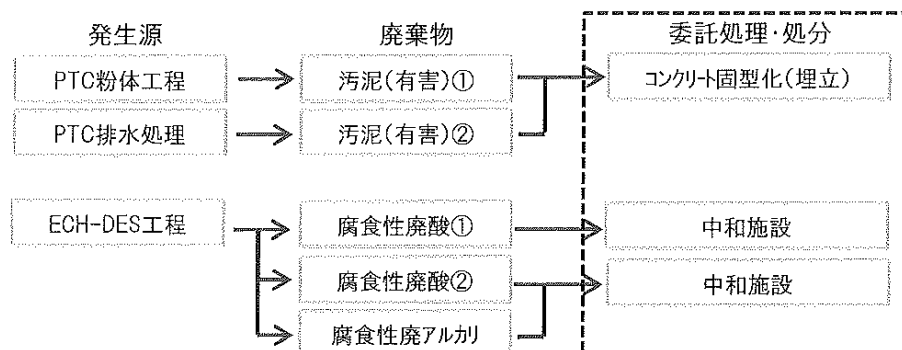 発生源 廃棄物 委託処理・処分
PTC粉体工程 汚泥(有害)① コンクリート固型化(埋立)
PTC排水処理 汚泥(有害)②
ECH-DES工程 腐食性廃酸① 中和施設
腐食性廃酸② 中和施設
腐食性廃アルカリ